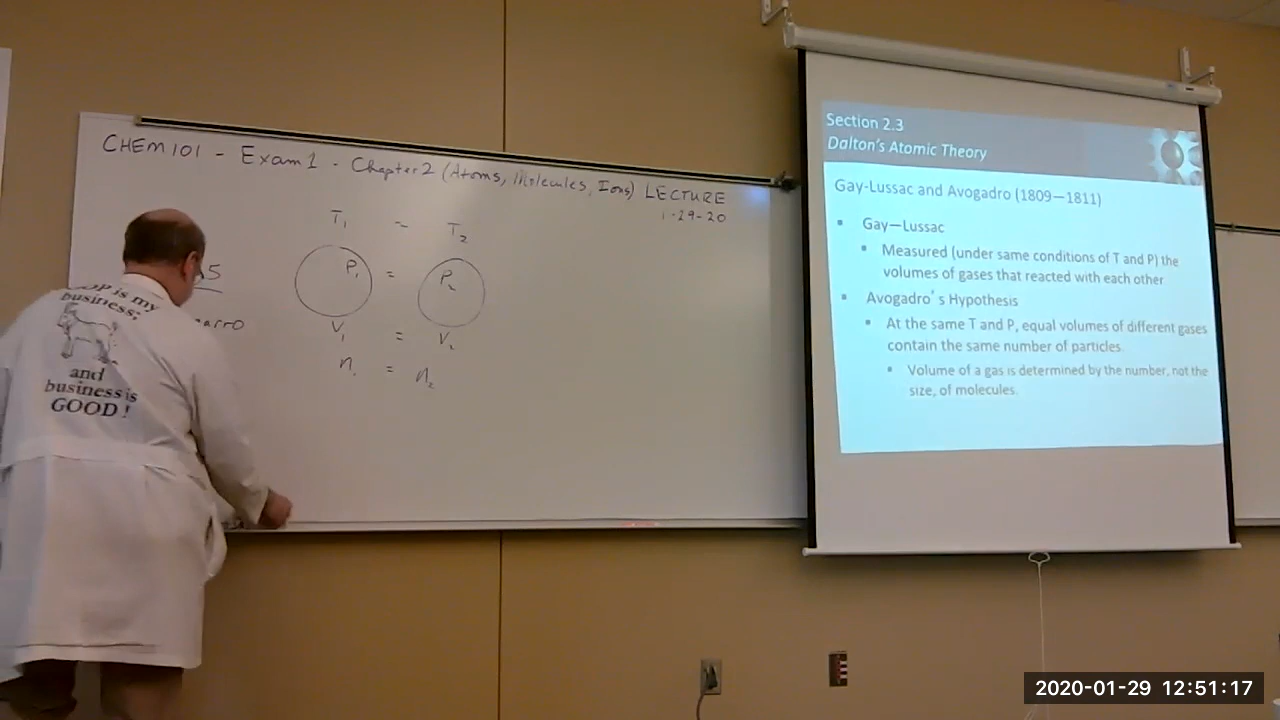 CHEM 101 - Exam 1 - Chapter 2 (Atoms, Molecules, Ions) LECTURE
1-29-20
T₁ = T₂
P₁ = P₂
V₁ = V₂
n₁ = n₂
is my
business;
and
business is
GOOD!
Section 2.3
Dalton's Atomic Theory
Gay-Lussac and Avogadro (1809—1811)
• Gay—Lussac
• Measured (under same conditions of T and P) the
volumes of gases that reacted with each other
• Avogadro's Hypothesis
• At the same T and P, equal volumes of different gases
contain the same number of particles.
• Volume of a gas is determined by the number, not the
size, of molecules.
2020-01-29 12:51:17